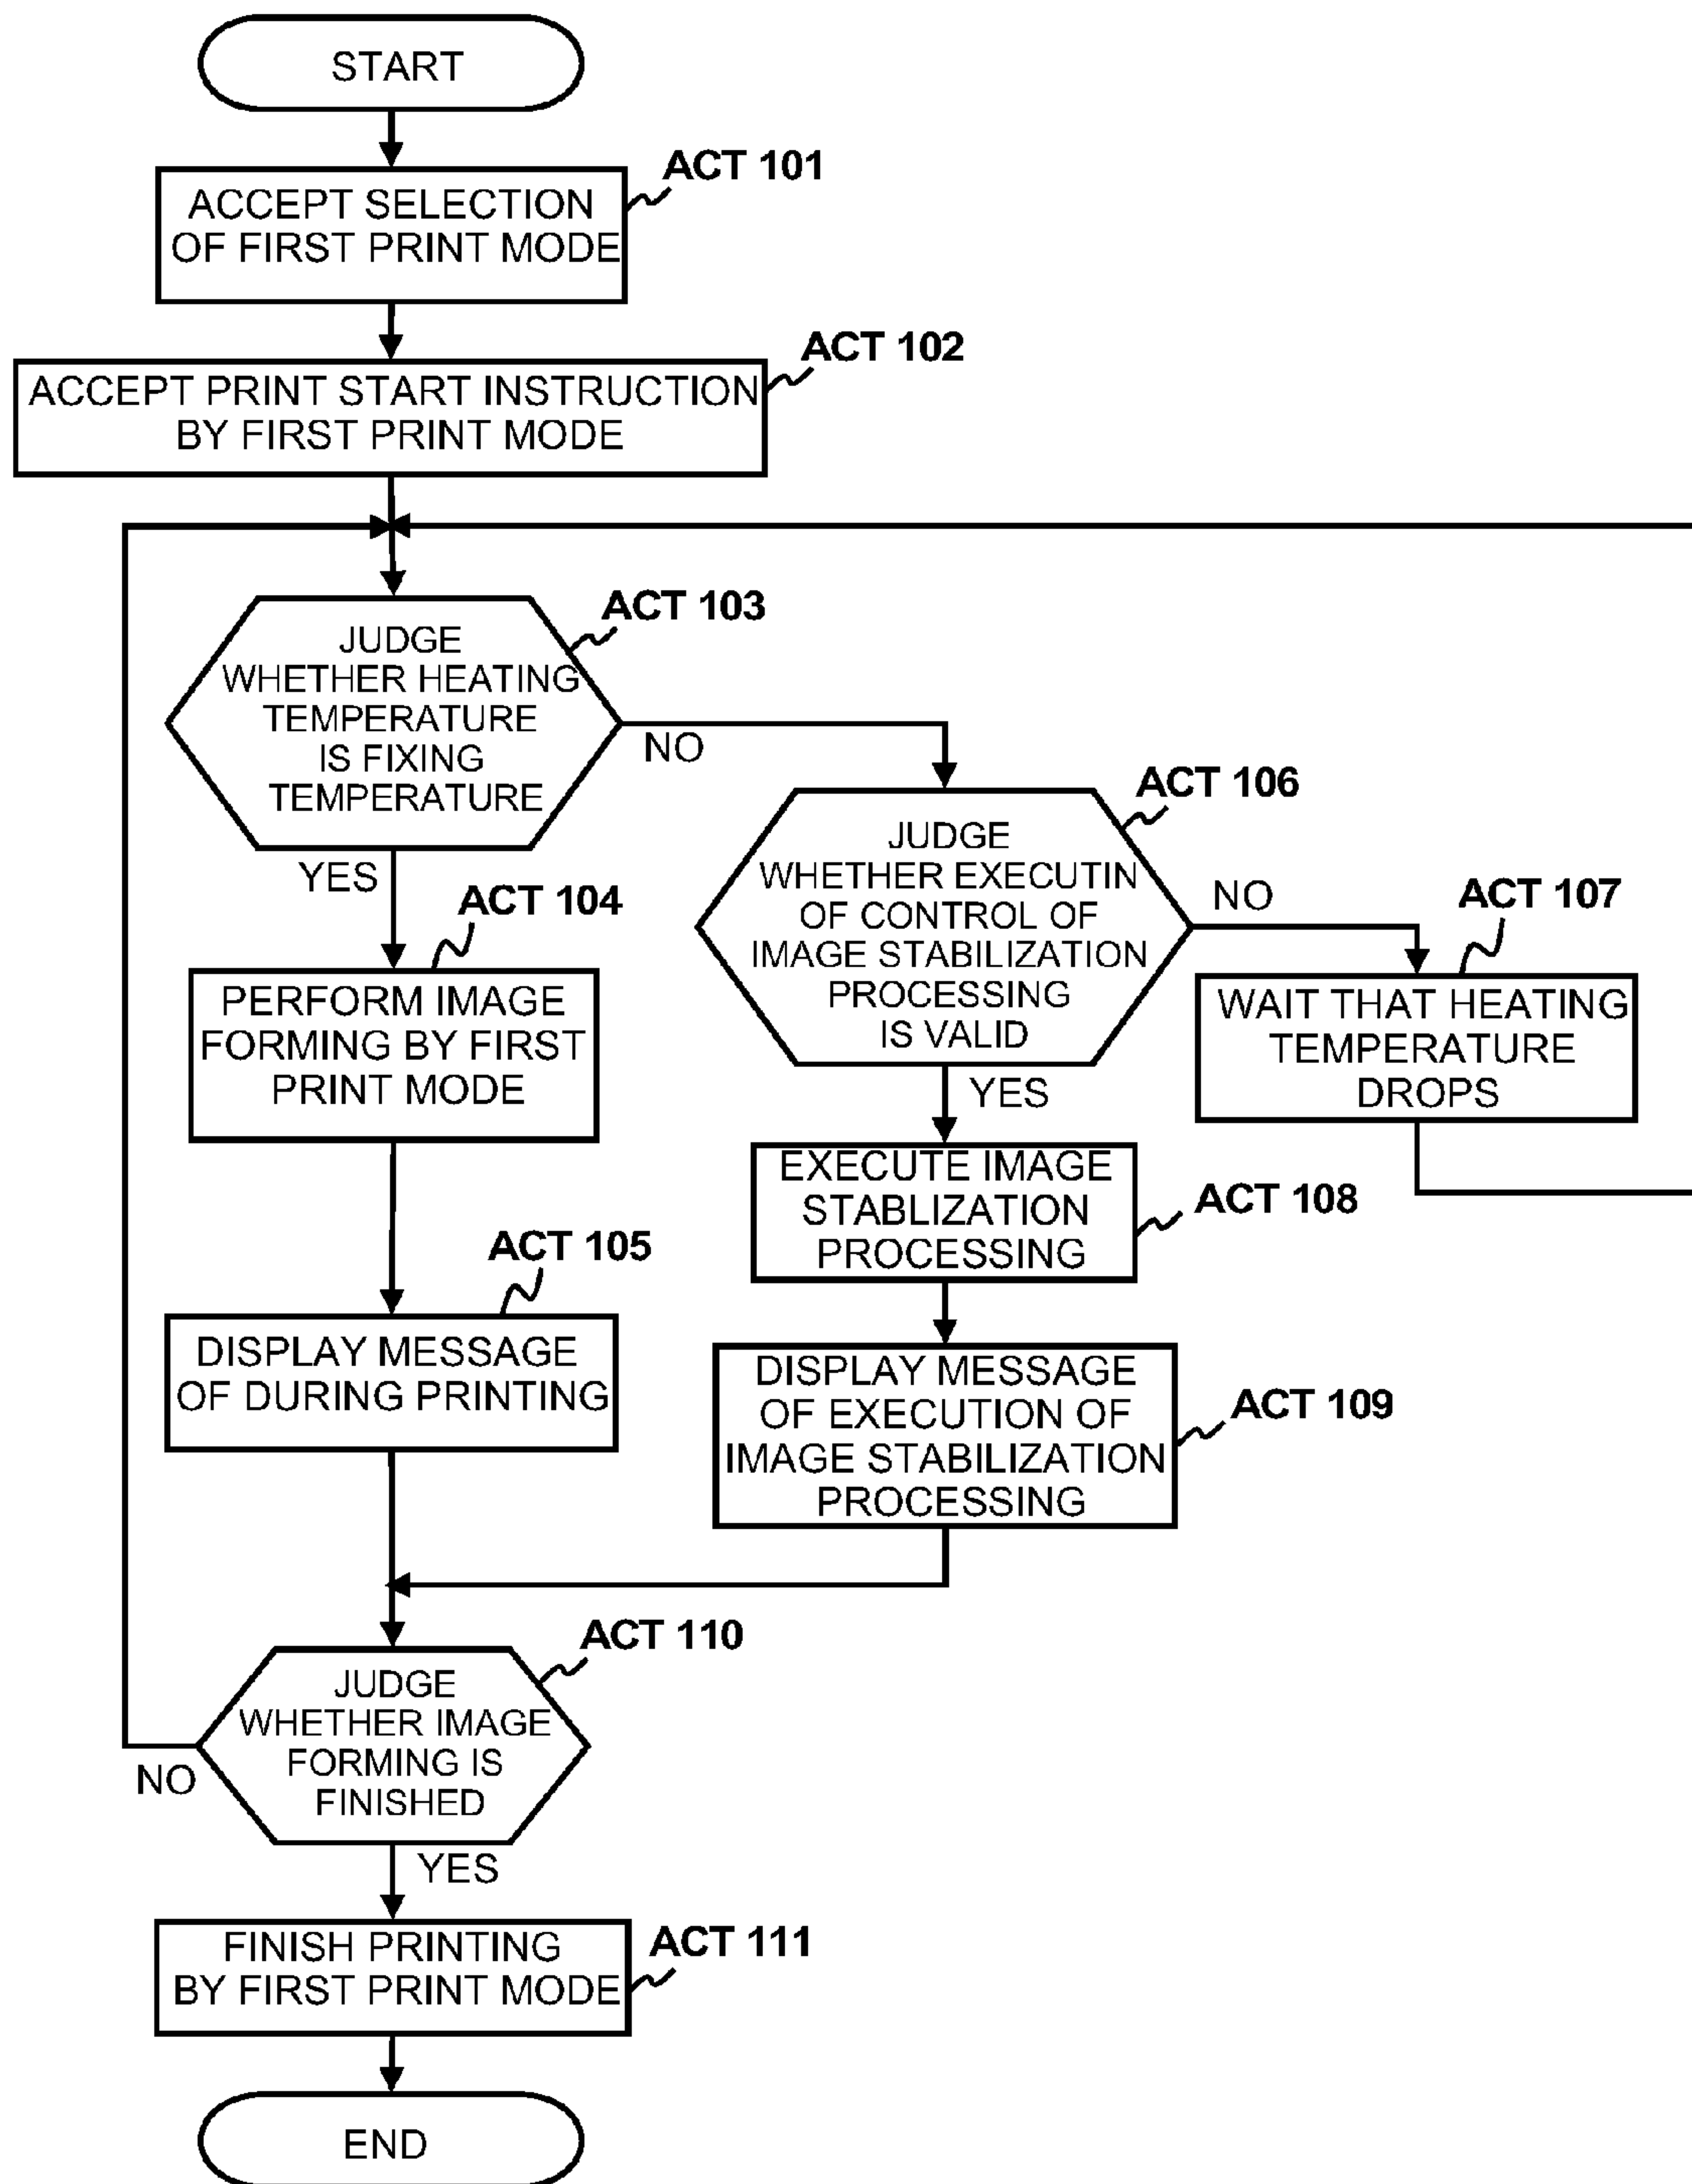 START
ACT 101
ACCEPT SELECTION
OF FIRST PRINT MODE
ACT 102
ACCEPT PRINT START INSTRUCTION
BY FIRST PRINT MODE
ACT 103
JUDGE
WHETHER HEATING
TEMPERATURE
IS FIXING
TEMPERATURE
NO
YES
ACT 106
JUDGE
WHETHER EXECUTIN
OF CONTROL OF
IMAGE STABILIZATION
PROCESSING
IS VALID
NO
YES
ACT 107
WAIT THAT HEATING
TEMPERATURE
DROPS
ACT 104
PERFORM IMAGE
FORMING BY FIRST
PRINT MODE
ACT 108
EXECUTE IMAGE
STABLIZATION
PROCESSING
ACT 105
DISPLAY MESSAGE
OF DURING PRINTING
ACT 109
DISPLAY MESSAGE
OF EXECUTION OF
IMAGE STABILIZATION
PROCESSING
ACT 110
JUDGE
WHETHER IMAGE
FORMING IS
FINISHED
NO
YES
ACT 111
FINISH PRINTING
BY FIRST PRINT MODE
END